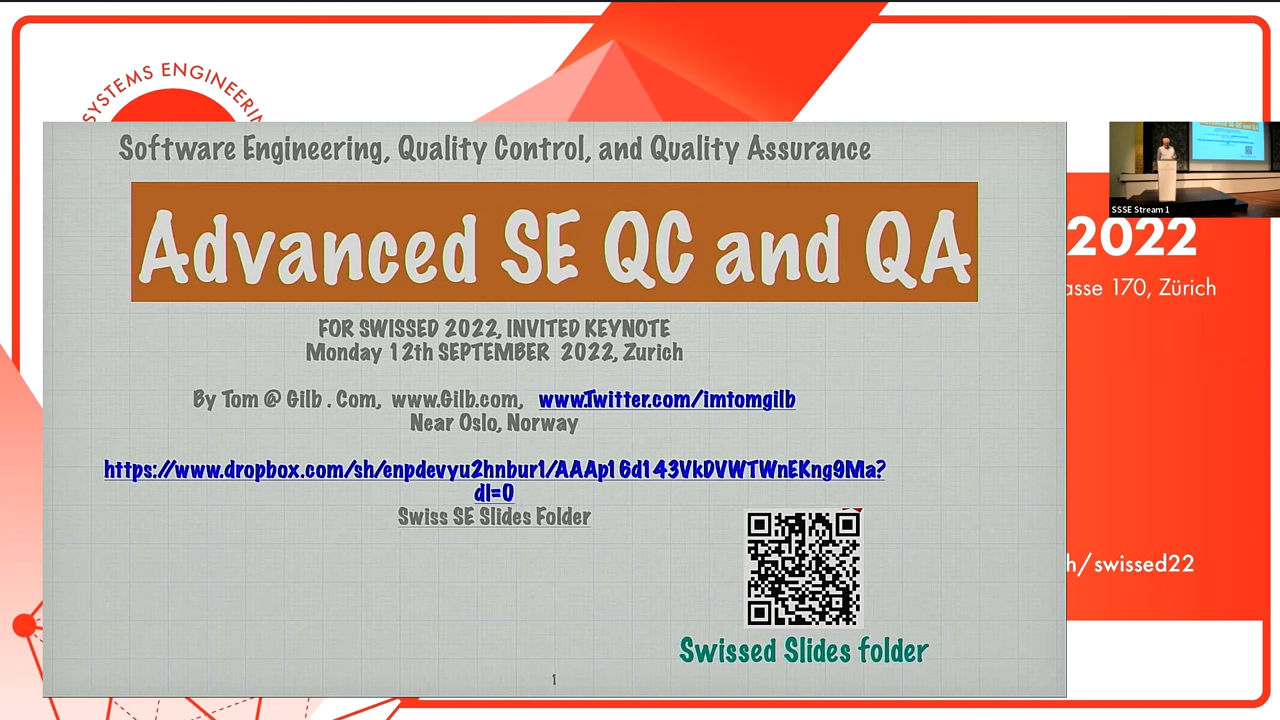 SYSTEMS ENGINEERIN
Software Engineering, Quality Control, and Quality Assurance
Advanced SE QC and QA
FOR SWISSED 2022, INVITED KEYNOTE
Monday 12th SEPTEMBER 2022, Zurich
By Tom @ Gilb . Com, www.Gilb.com, www.Twitter.com/imtomgilb
Near Oslo, Norway
https://www.dropbox.com/sh/enpdevyu2hnbur1/AAAp16d143VkDVWTWnEKng9Ma?
dl=0
Swiss SE Slides Folder
Swissed Slides folder
1
SSSE Stream 1
2022
asse 170, Zürich
h/swissed22